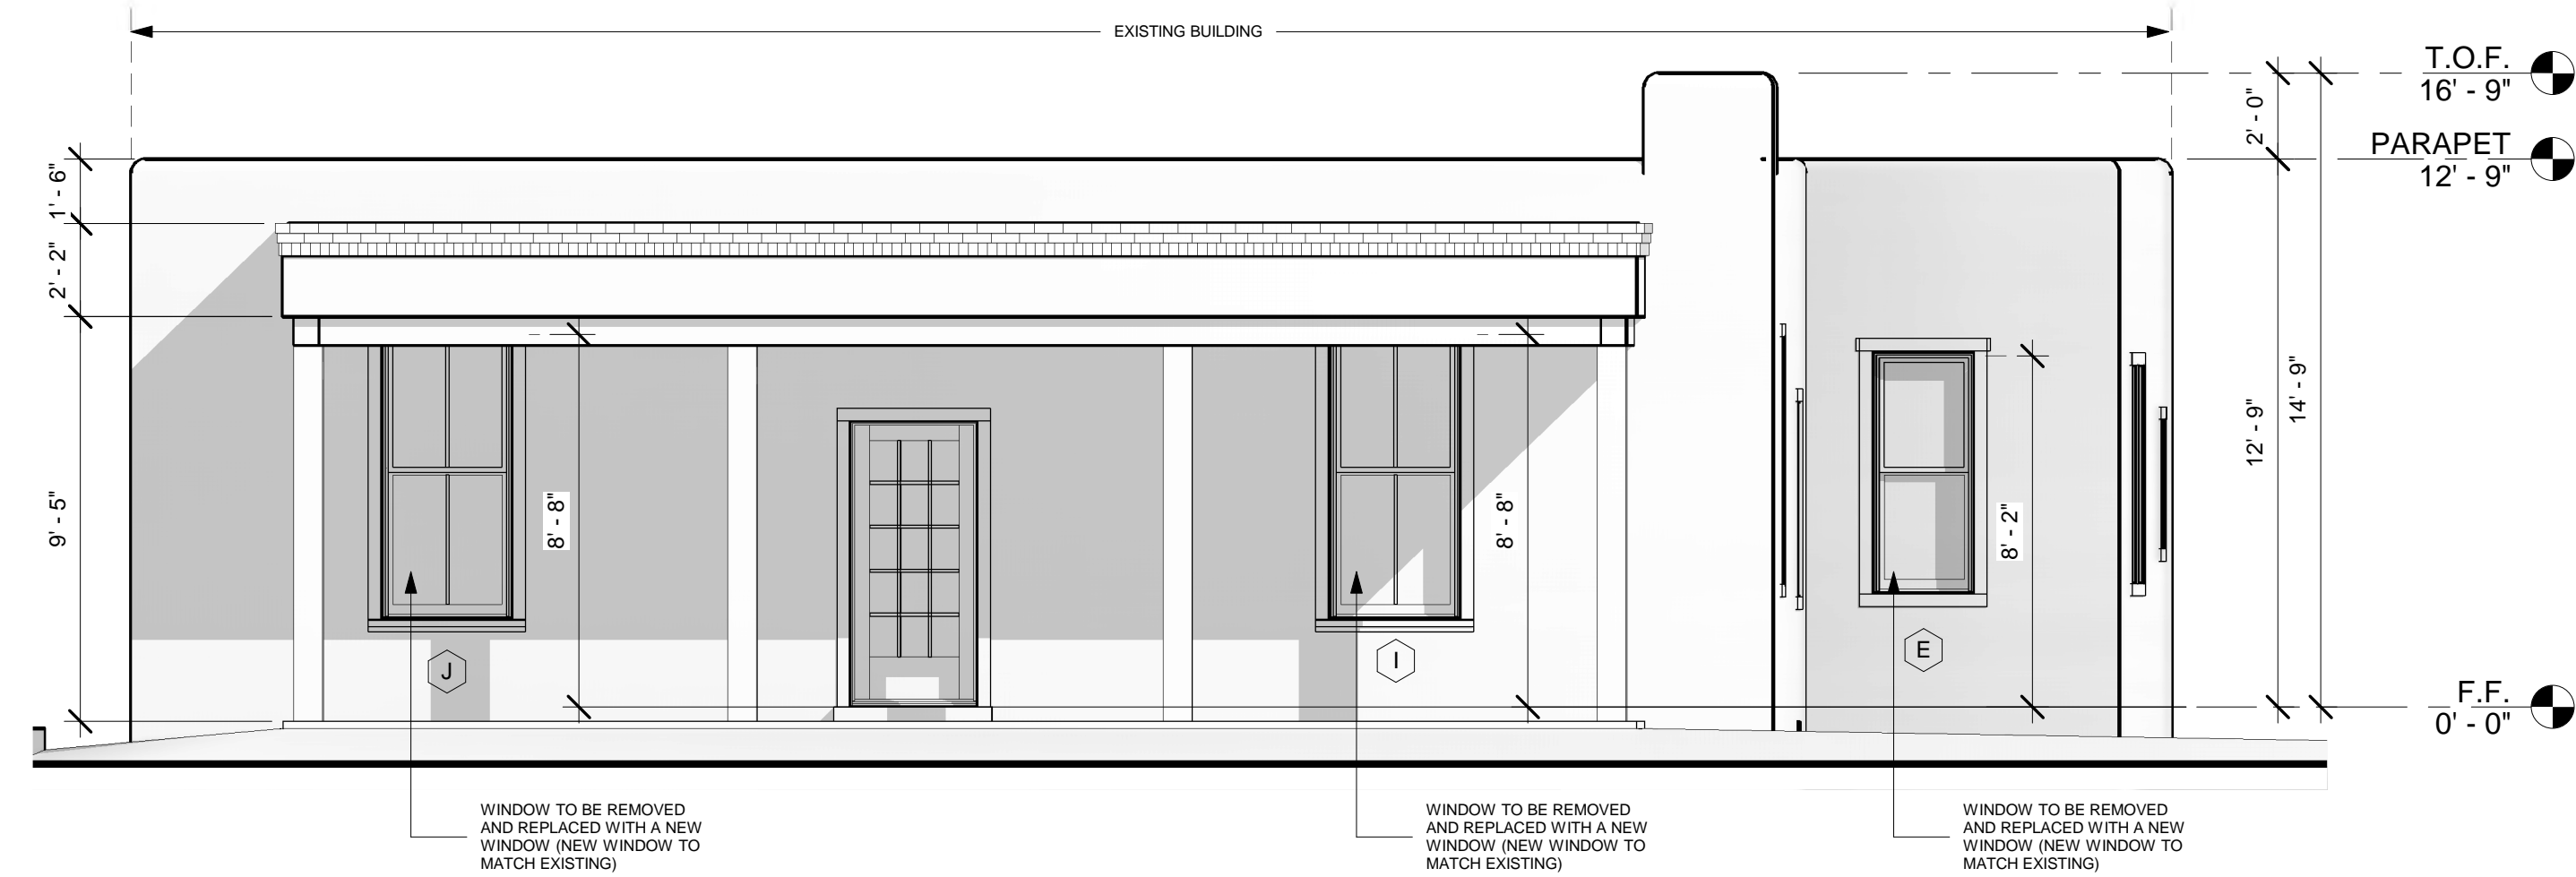 EXISTING BUILDING
T.O.F.
16' - 9"
2' - 0"
PARAPET
12' - 9"
1' - 6"
2' - 2"
9' - 5"
8' - 8"
8' - 8"
8' - 2"
12' - 9"
14' - 9"
J
I
E
F.F.
0' - 0"
WINDOW TO BE REMOVED
AND REPLACED WITH A NEW
WINDOW (NEW WINDOW TO
MATCH EXISTING)
WINDOW TO BE REMOVED
AND REPLACED WITH A NEW
WINDOW (NEW WINDOW TO
MATCH EXISTING)
WINDOW TO BE REMOVED
AND REPLACED WITH A NEW
WINDOW (NEW WINDOW TO
MATCH EXISTING)